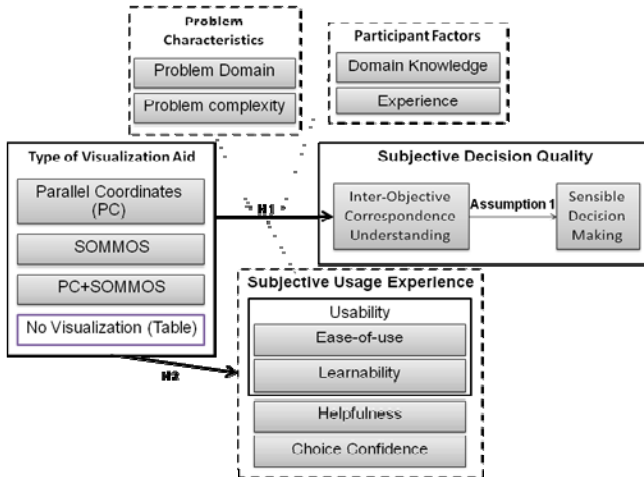 Problem
Characteristics
Problem Domain
Problem complexity
Participant Factors
Domain Knowledge
Experience
Type of Visualization Aid
Parallel Coordinates
(PC)
SOMMOS
PC+SOMMOS
No Visualization (Table)
H1
Subjective Decision Quality
Inter-Objective
Correspondence
Understanding
Assumption 1
Sensible
Decision
Making
H2
Subjective Usage Experience
Usability
Ease-of-use
Learnability
Helpfulness
Choice Confidence